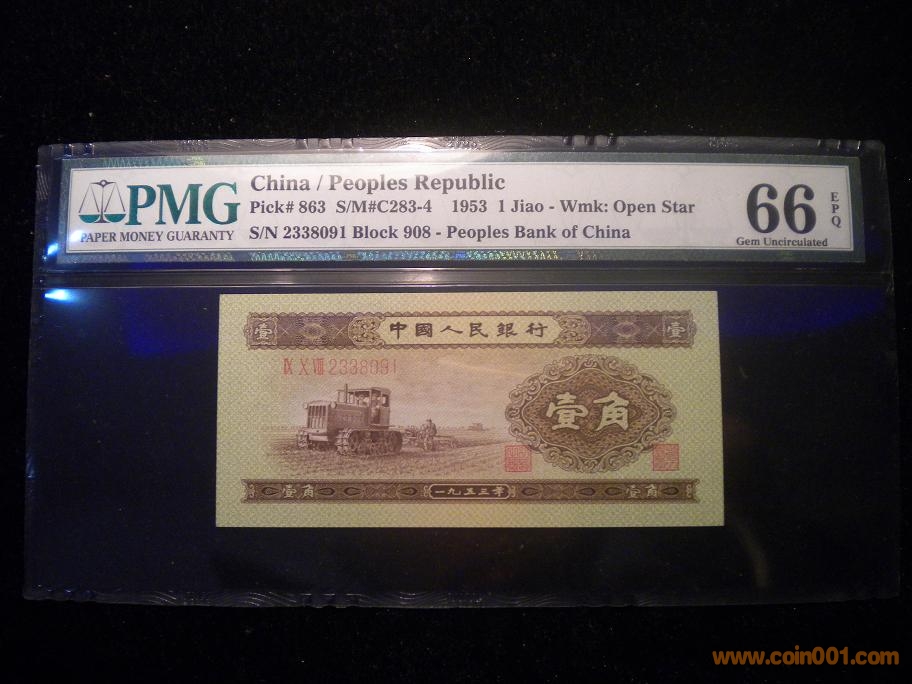 PMG
PAPER MONEY GUARANTY
China / Peoples Republic
Pick# 863 S/M#C283-4 1953 1 Jiao - Wmk: Open Star
S/N 2338091 Block 908 - Peoples Bank of China
66 EPQ
Gem Uncirculated
壹 中國人民銀行 壹
IX X VIII 2338091
壹角
壹角 一九五三年 壹角
www.coin001.com